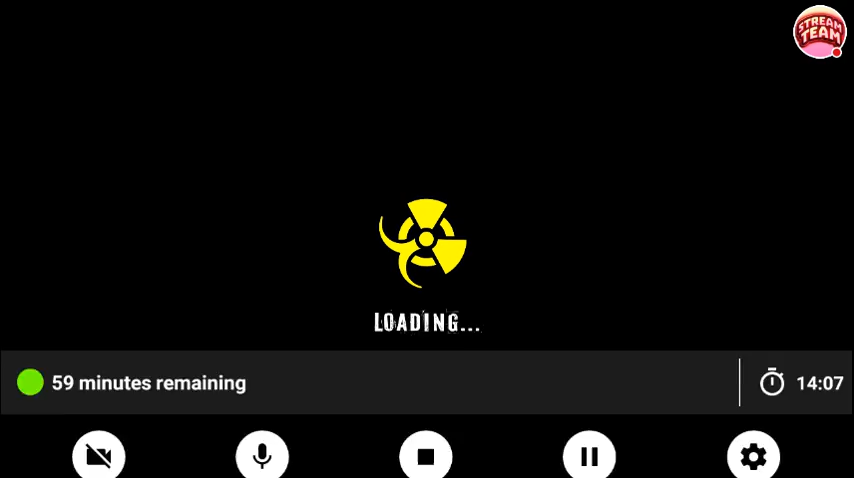 STREAM
TEAM
LOADING...
59 minutes remaining
14:07